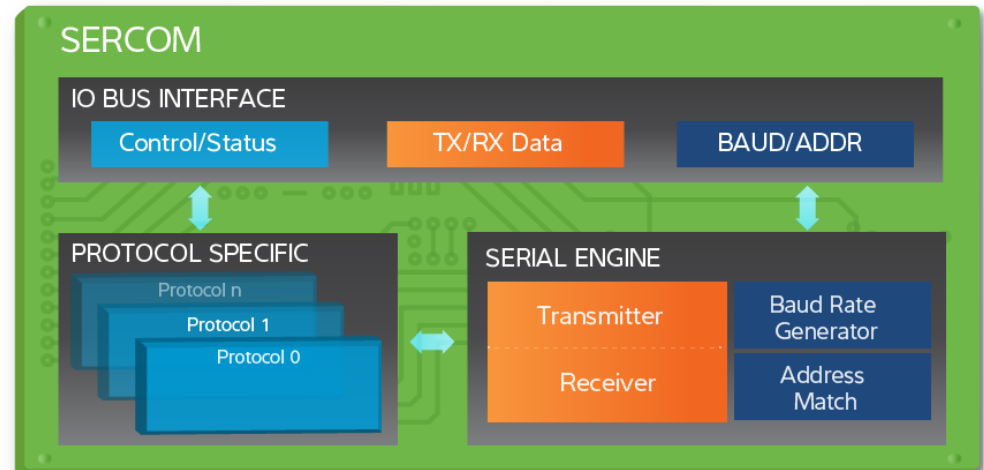 SERCOM
IO BUS INTERFACE
Control/Status
TX/RX Data
BAUD/ADDR
PROTOCOL SPECIFIC
Protocol n
Protocol 1
Protocol 0
SERIAL ENGINE
Transmitter
Receiver
Baud Rate
Generator
Address
Match